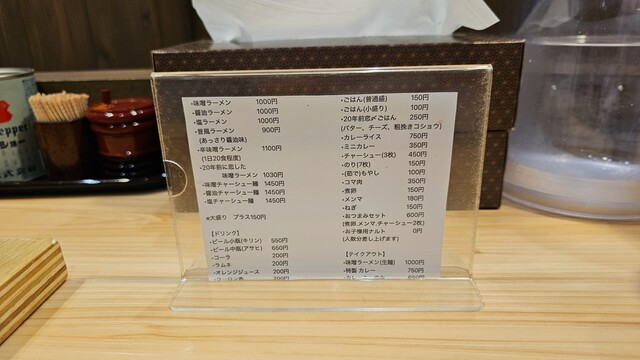 ・味噌ラーメン 1000円
・醤油ラーメン 1000円
・塩ラーメン 1000円
・昔風ラーメン 900円
(あっさり醤油味)
・辛味噌ラーメン 1100円
(1日20食程度)
・20年前に恋した
味噌ラーメン 1030円
・味噌チャーシュー麺 1450円
・醤油チャーシュー麺 1450円
・塩チャーシュー麺 1450円
※大盛り プラス150円
【ドリンク】
・ビール小瓶(キリン) 550円
・ビール中瓶(アサヒ) 650円
・コーラ 200円
・ラムネ 200円
・オレンジジュース 200円
・ウーロン茶 200円
・ごはん(普通盛) 150円
・ごはん(小盛り) 100円
・20年前恋〆ごはん 250円
(バター、チーズ、粗挽きコショウ)
・カレーライス 750円
・ミニカレー 350円
・チャーシュー(3枚) 450円
・のり(7枚) 150円
・(茹で)もやし 100円
・コマ肉 350円
・煮卵 150円
・メンマ 180円
・ねぎ 150円
・おつまみセット 600円
(煮卵.メンマ.チャーシュー2枚)
・お子様用ナルト 0円
(人数分差し上げます)
【テイクアウト】
・味噌ラーメン(生麺) 1000円
・特製 カレー 750円
epper